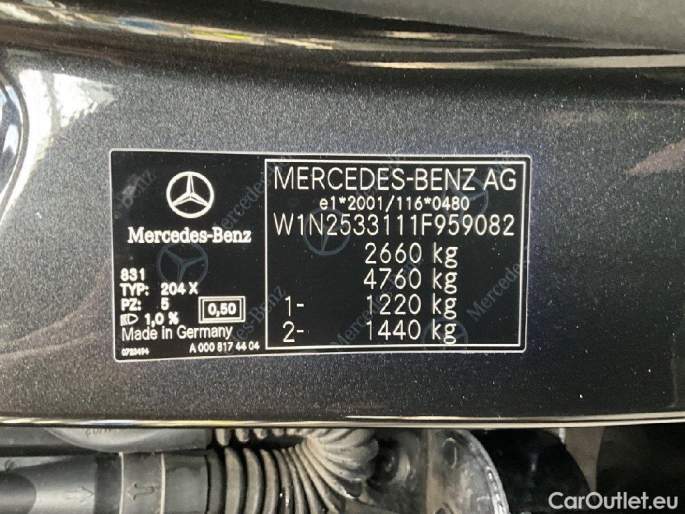 Mercedes-Benz
831
TYP: 204 X
PZ: 5
1,0 %
0,50
Made in Germany
0723494
A 000 817 44 04
MERCEDES-BENZ AG
e1*2001/116*0480
W1N2533111F959082
2660 kg
4760 kg
1- 1220 kg
2- 1440 kg
CarOutlet.eu